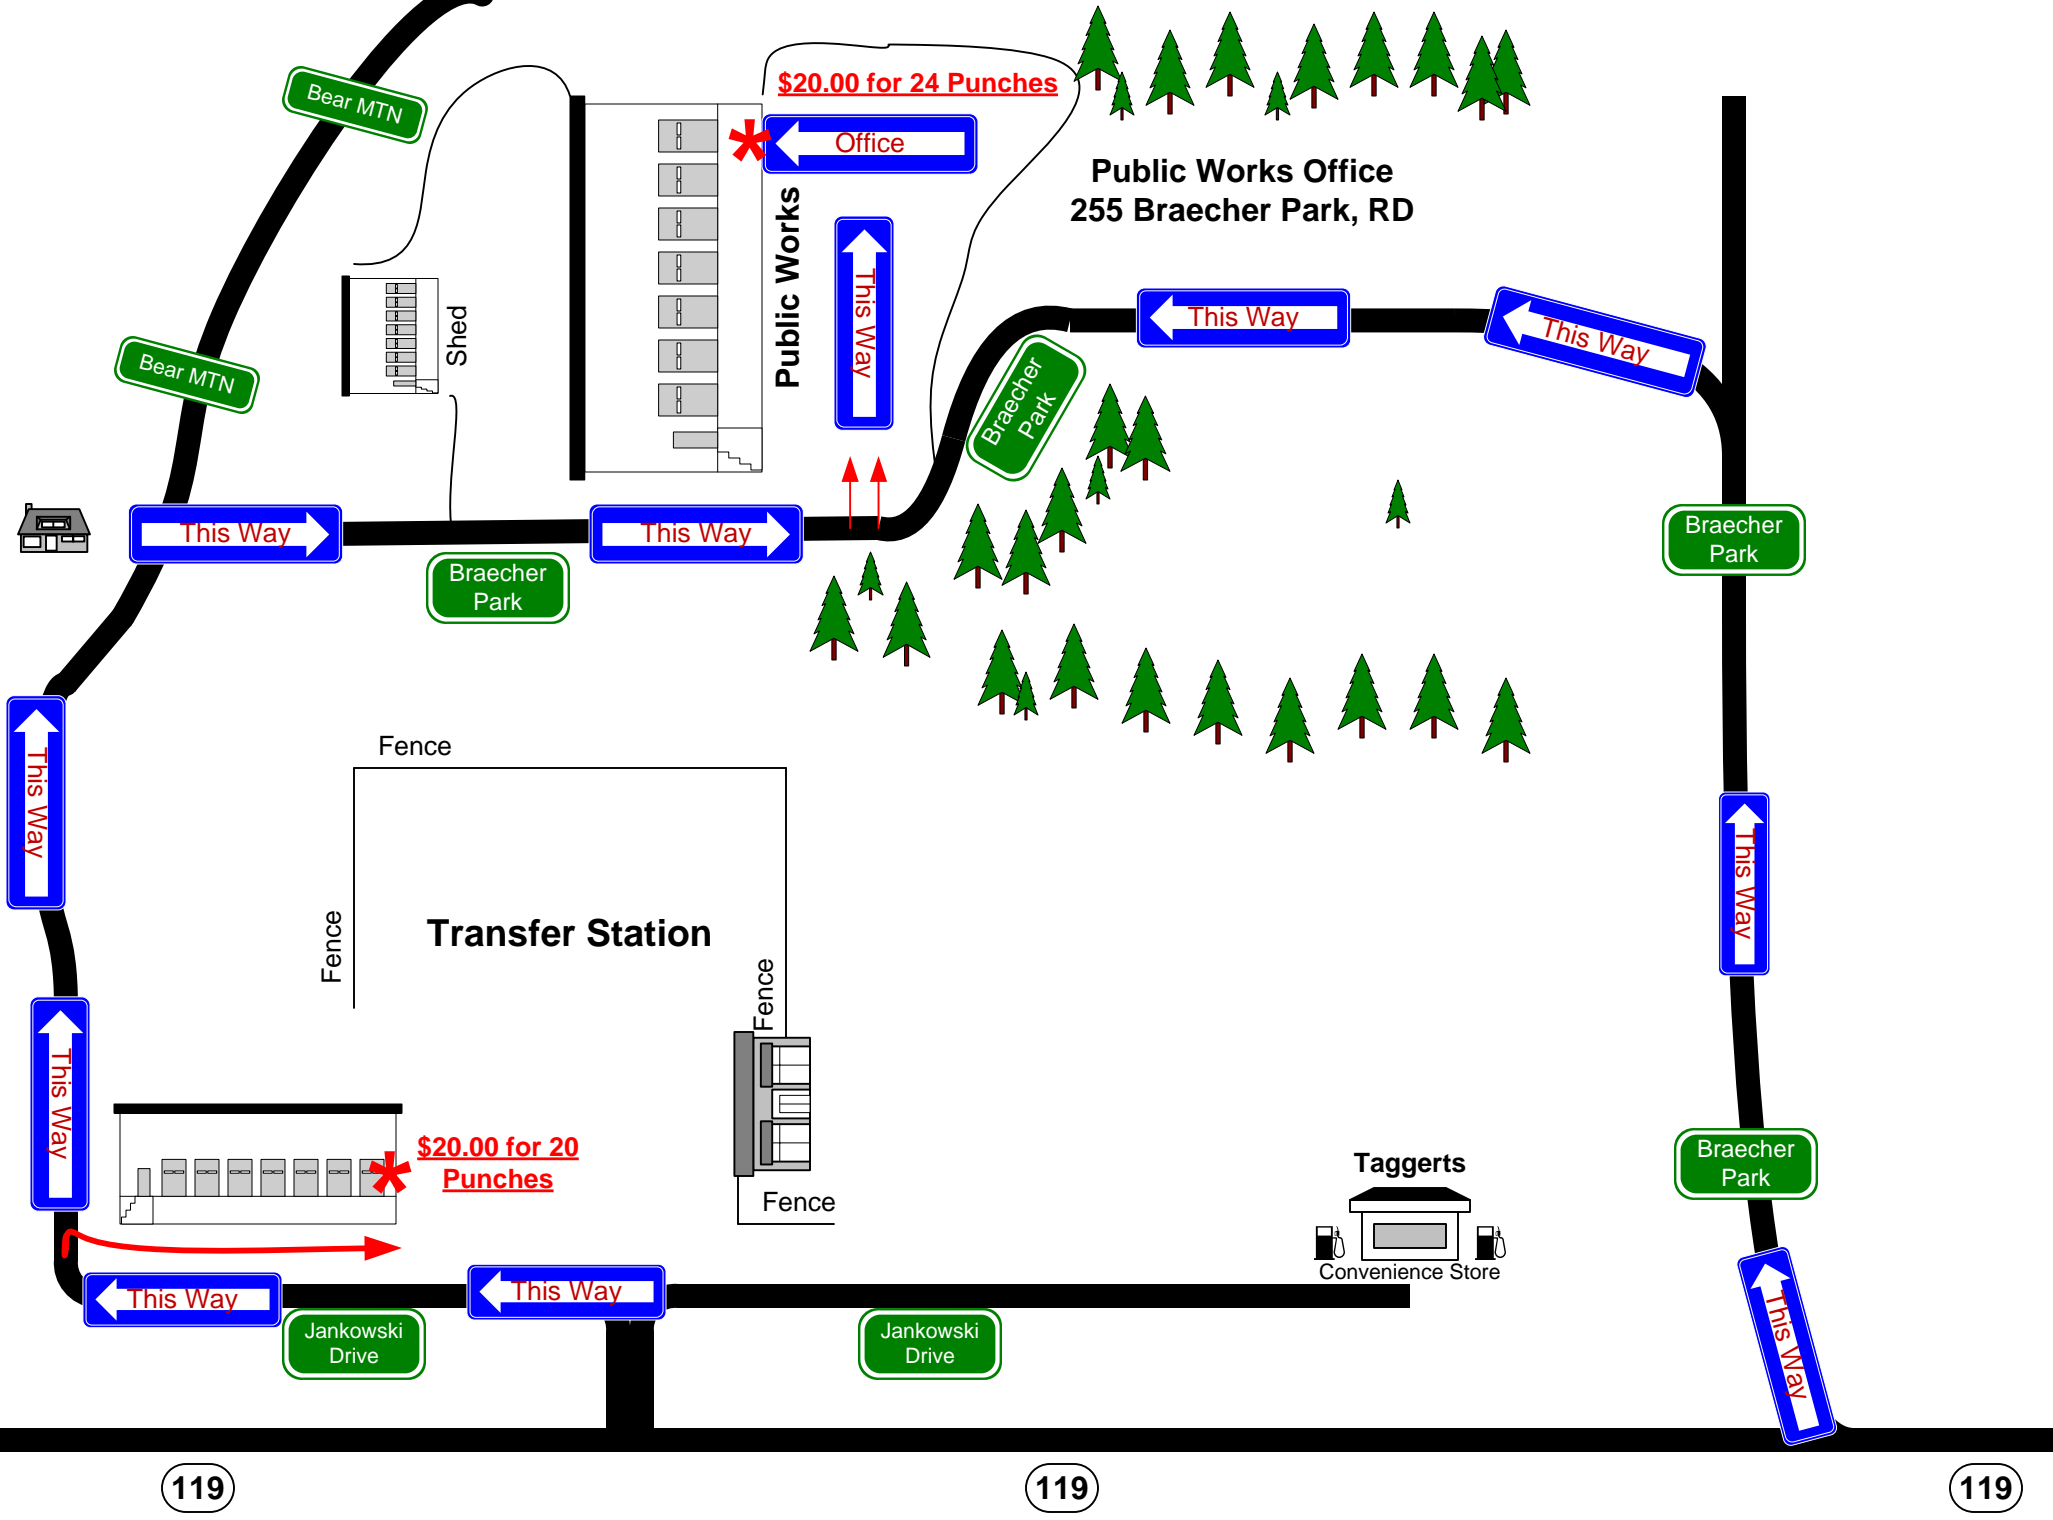 $20.00 for 24 Punches
Bear MTN
Office
Public Works Office
255 Braecher Park, RD
Public Works
This Way
This Way
This Way
Shed
Bear MTN
Braecher
Park
This Way
This Way
Braecher
Park
Braecher
Park
Fence
This Way
This Way
Fence
Transfer Station
Fence
This Way
$20.00 for 20
Punches
Braecher
Park
Taggerts
Fence
Convenience Store
This Way
This Way
This Way
Jankowski
Drive
Jankowski
Drive
119
119
119